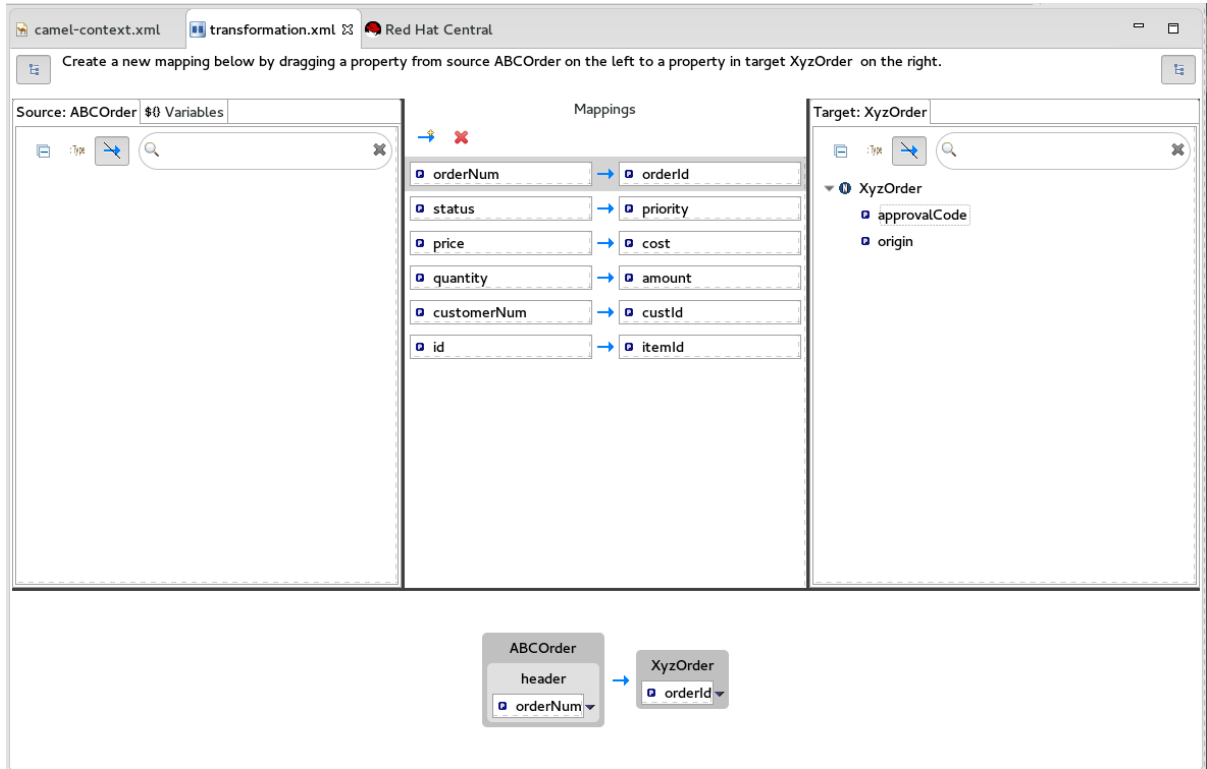 camel-context.xml transformation.xml Red Hat Central
Create a new mapping below by dragging a property from source ABCOrder on the left to a property in target XyzOrder on the right.
Source: ABCOrder ${} Variables
Mappings
Target: XyzOrder
:Type
:Type
orderNum orderId
status priority
price cost
quantity amount
customerNum custId
id itemId
XyzOrder
approvalCode
origin
ABCOrder
header
orderNum
XyzOrder
orderId